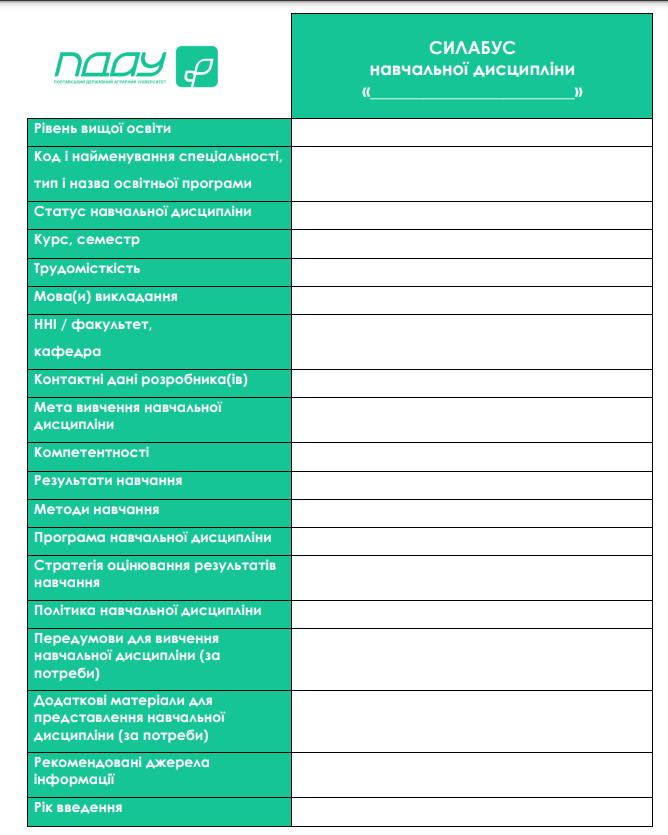 ПДАУ
ПОЛТАВСЬКИЙ ДЕРЖАВНИЙ АГРАРНИЙ УНІВЕРСИТЕТ
СИЛАБУС
навчальної дисципліни
«__________________________»
Рівень вищої освіти
Код і найменування спеціальності,
тип і назва освітньої програми
Статус навчальної дисципліни
Курс, семестр
Трудомісткість
Мова(и) викладання
ННІ / факультет,
кафедра
Контактні дані розробника(ів)
Мета вивчення навчальної
дисципліни
Компетентності
Результати навчання
Методи навчання
Програма навчальної дисципліни
Стратегія оцінювання результатів
навчання
Політика навчальної дисципліни
Передумови для вивчення
навчальної дисципліни (за
потреби)
Додаткові матеріали для
представлення навчальної
дисципліни (за потреби)
Рекомендовані джерела
інформації
Рік введення